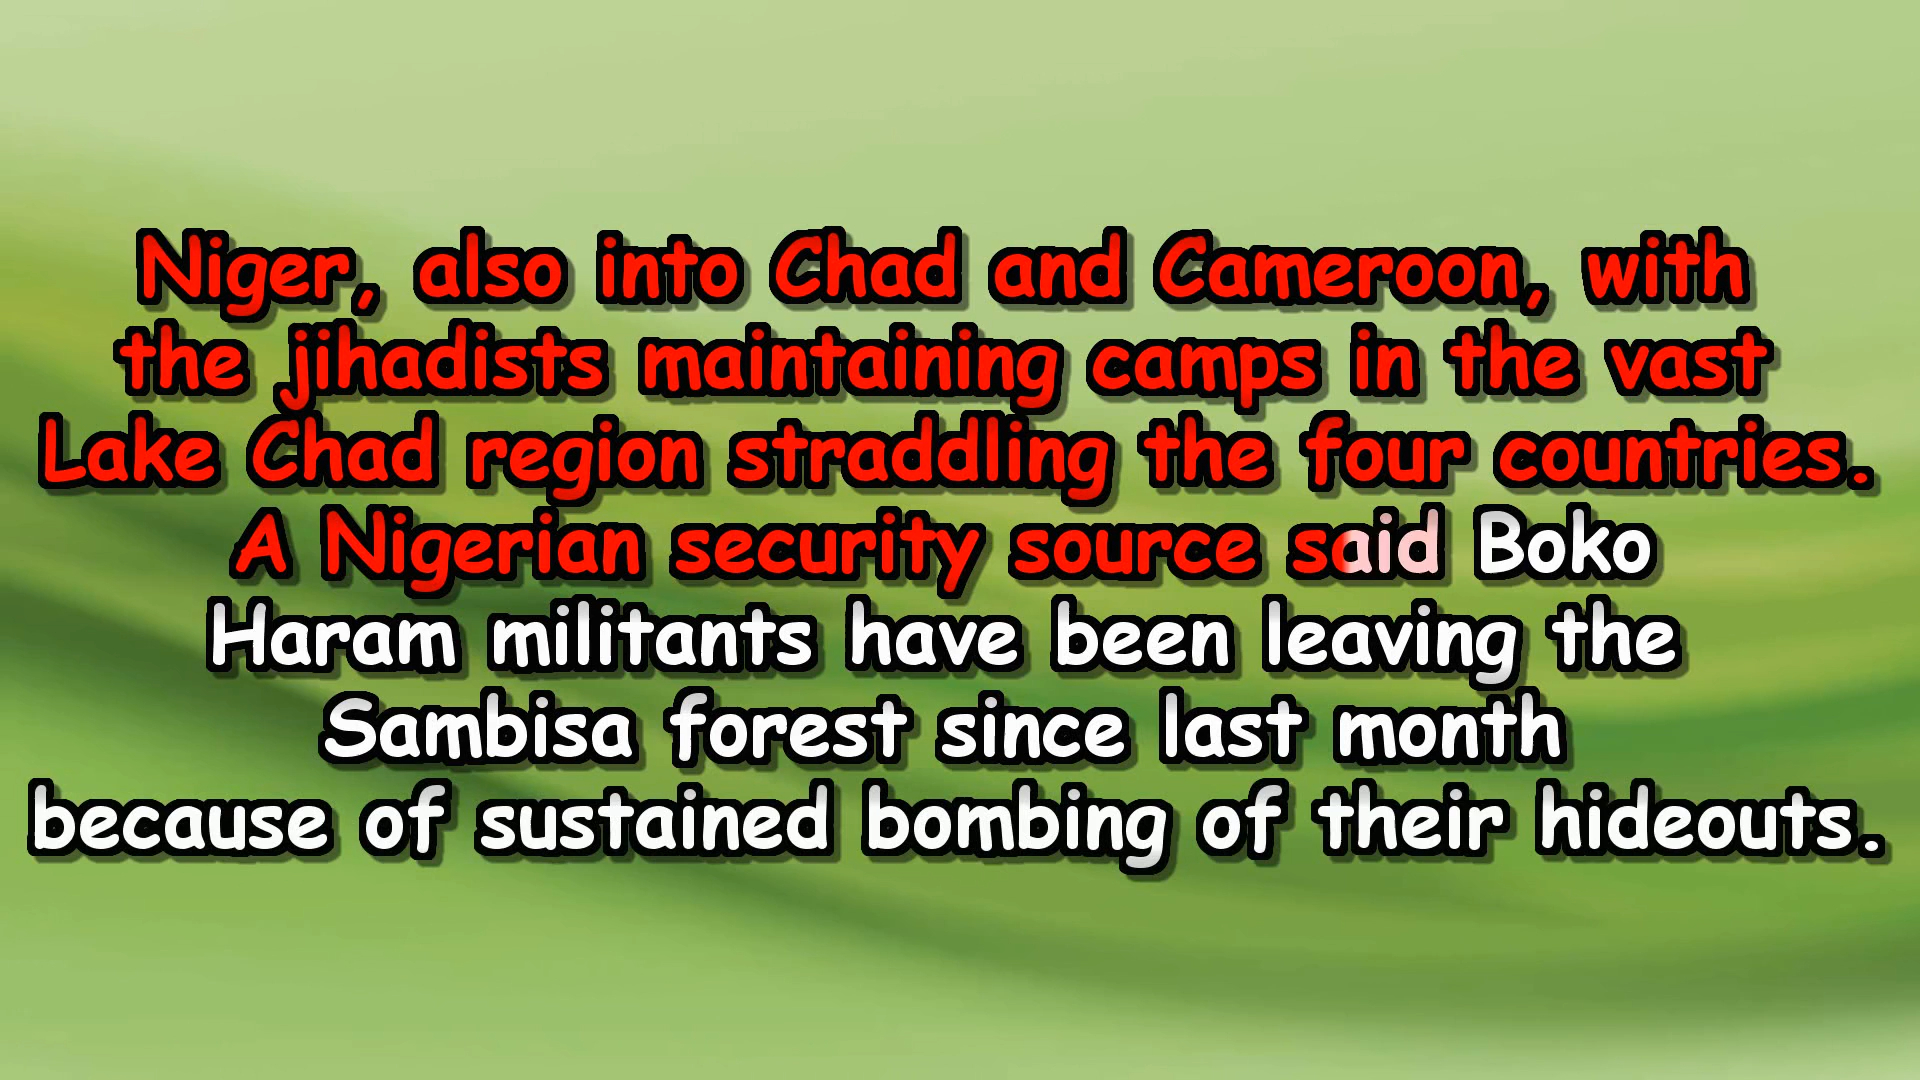 Niger, also into Chad and Cameroon, with
the jihadists maintaining camps in the vast
Lake Chad region straddling the four countries.
A Nigerian security source said Boko
Haram militants have been leaving the
Sambisa forest since last month
because of sustained bombing of their hideouts.